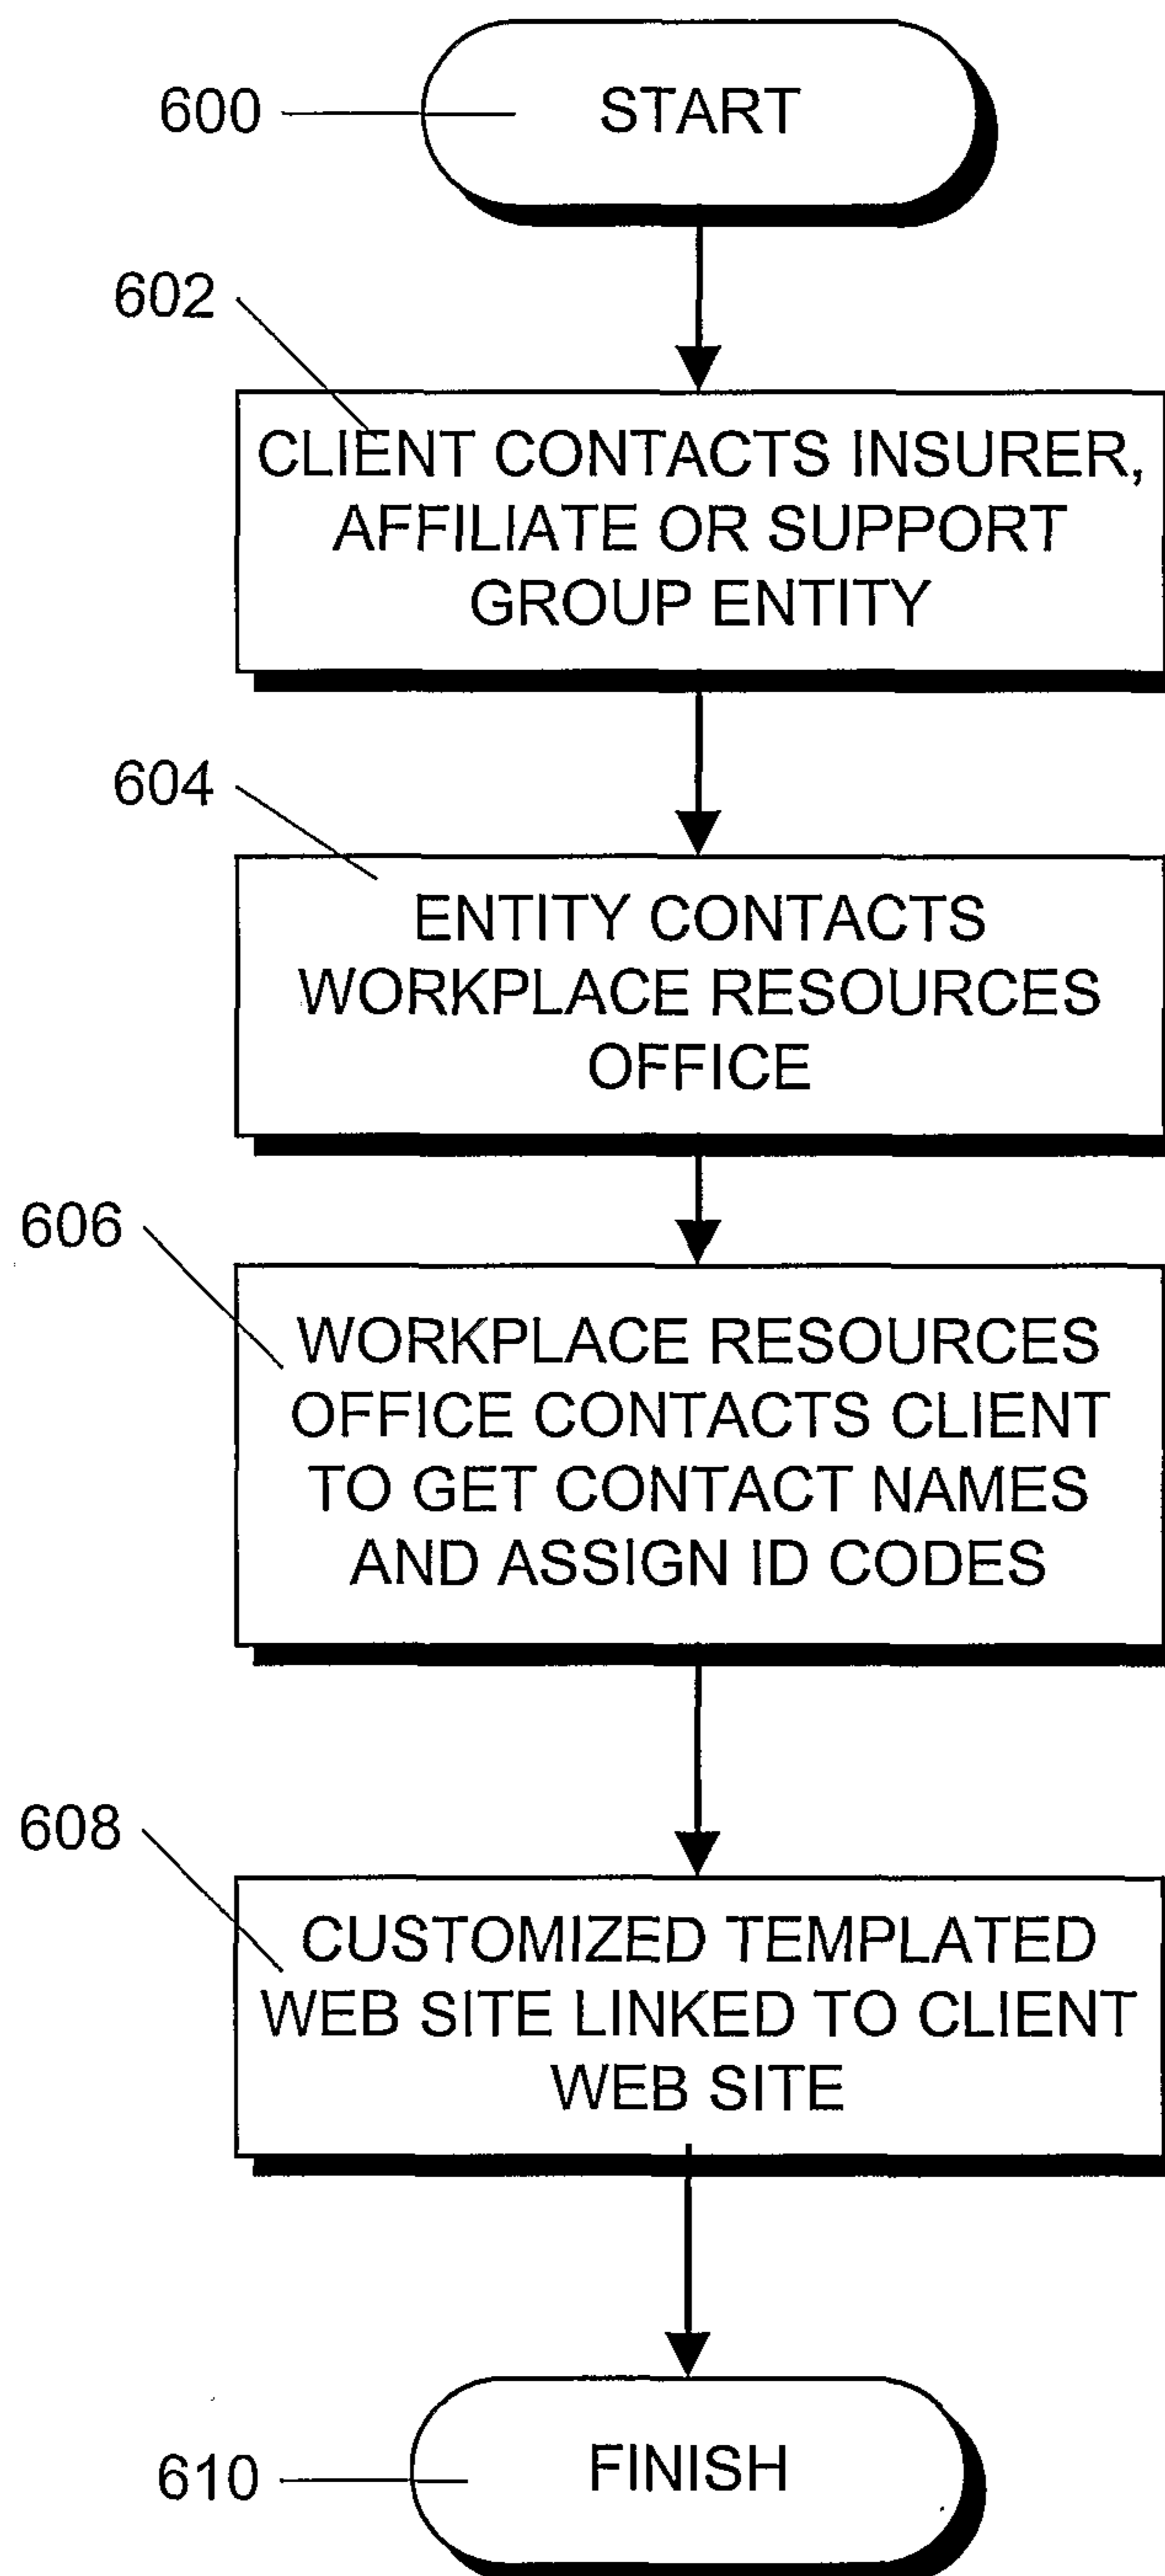 600
START
602
CLIENT CONTACTS INSURER,
AFFILIATE OR SUPPORT
GROUP ENTITY
604
ENTITY CONTACTS
WORKPLACE RESOURCES
OFFICE
606
WORKPLACE RESOURCES
OFFICE CONTACTS CLIENT
TO GET CONTACT NAMES
AND ASSIGN ID CODES
608
CUSTOMIZED TEMPLATED
WEB SITE LINKED TO CLIENT
WEB SITE
610
FINISH